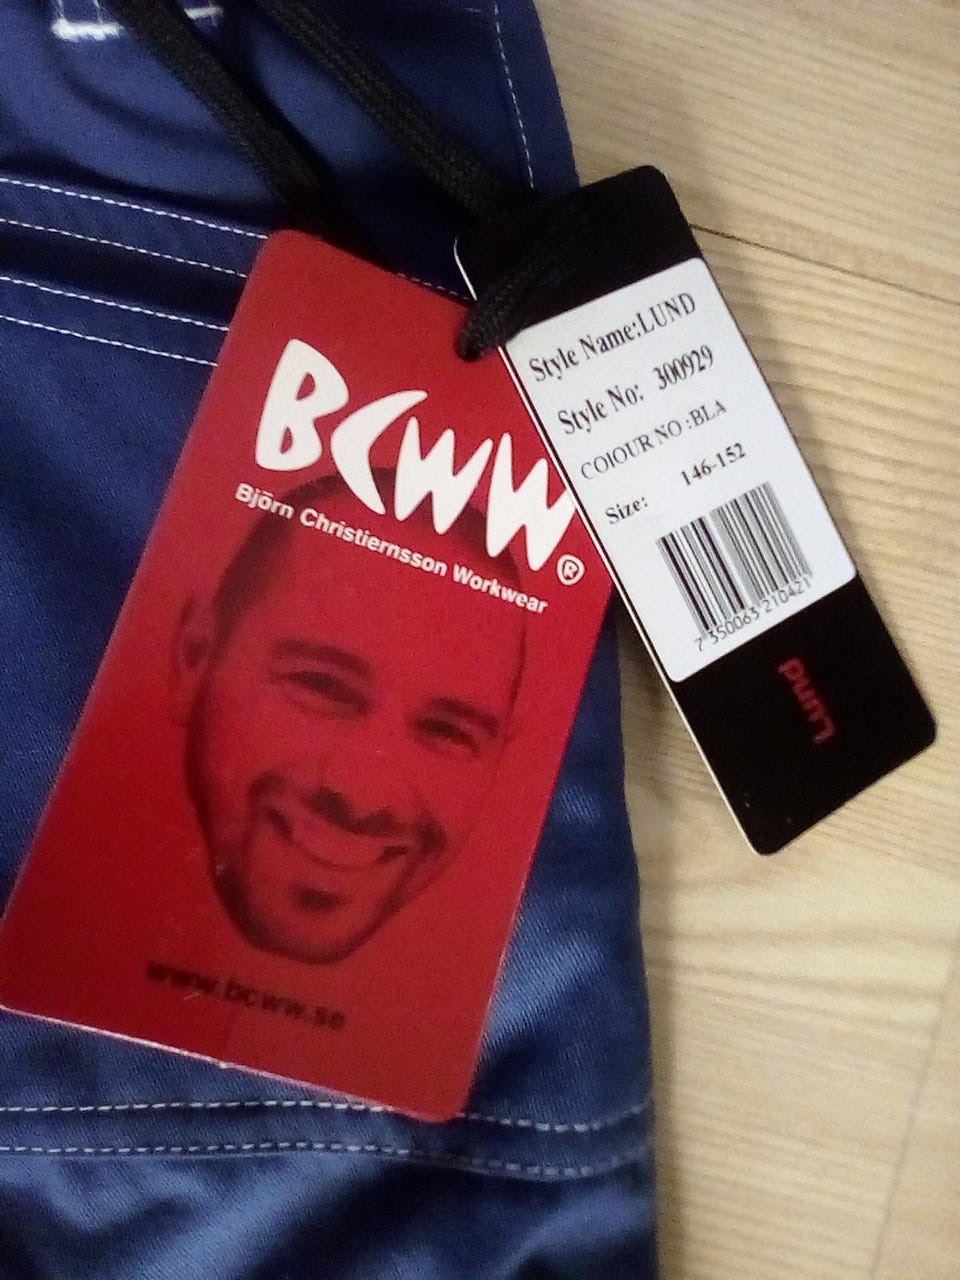 BCWW®
Björn Christiernsson Workwear
www.bcww.se
Style Name:LUND
Style No: 300929
COlOUR NO :BLA
Size: 146-152
7350063210421
Lund